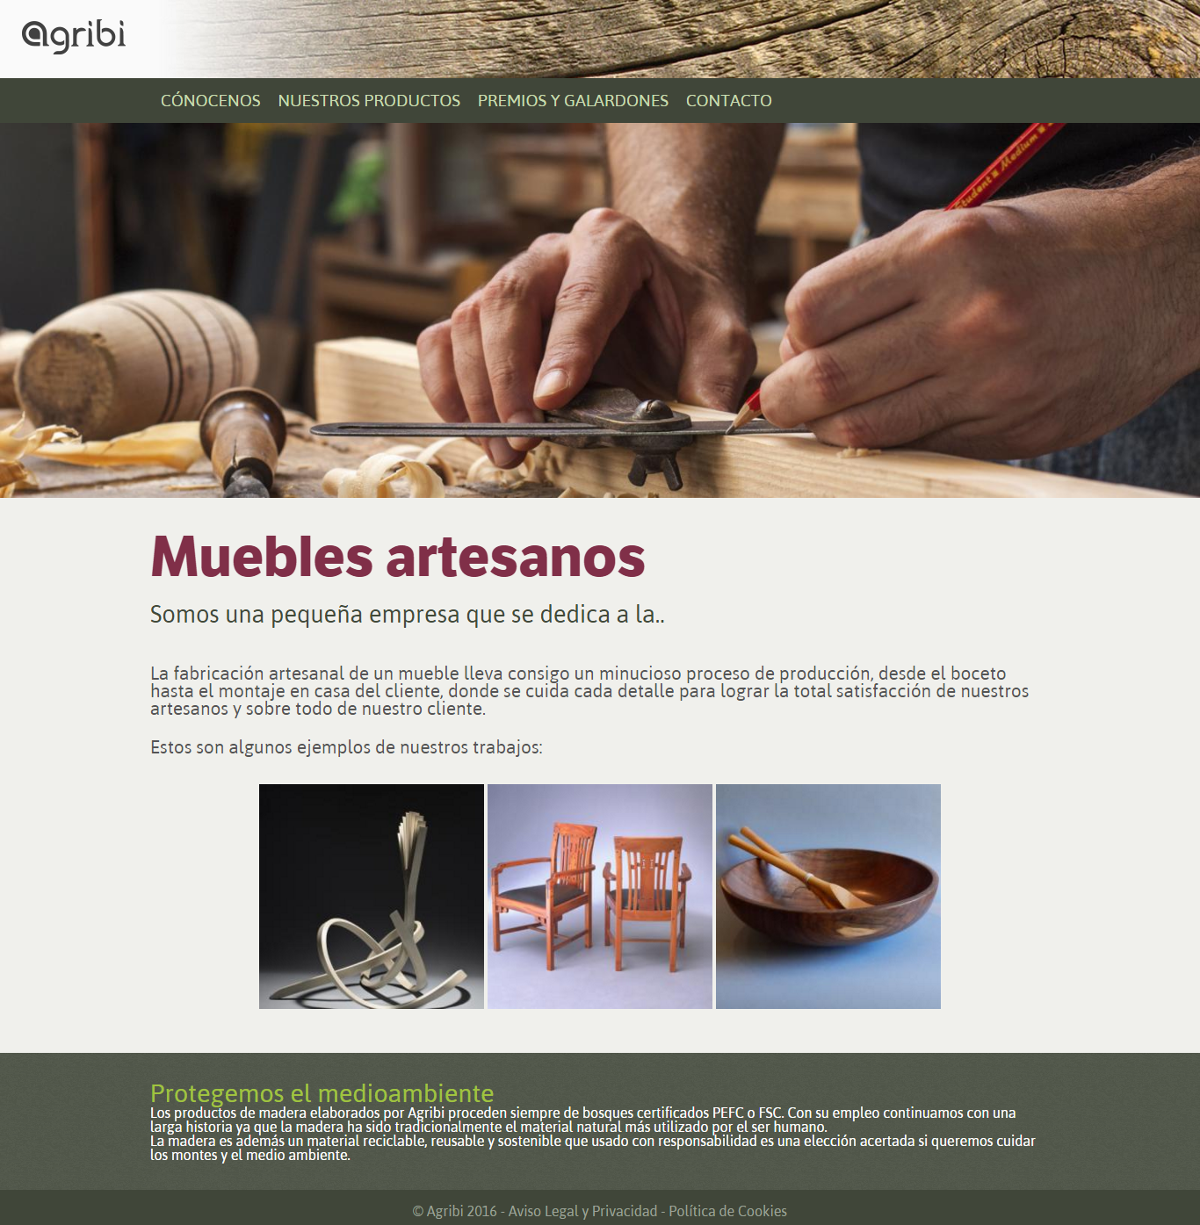 agribi
CÓNOCENOS NUESTROS PRODUCTOS PREMIOS Y GALARDONES CONTACTO
Student Medium
Muebles artesanos
Somos una pequeña empresa que se dedica a la..
La fabricación artesanal de un mueble lleva consigo un minucioso proceso de producción, desde el boceto
hasta el montaje en casa del cliente, donde se cuida cada detalle para lograr la total satisfacción de nuestros
artesanos y sobre todo de nuestro cliente.
Estos son algunos ejemplos de nuestros trabajos:
Protegemos el medioambiente
Los productos de madera elaborados por Agribi proceden siempre de bosques certificados PEFC o FSC. Con su empleo continuamos con una
larga historia ya que la madera ha sido tradicionalmente el material natural más utilizado por el ser humano.
La madera es además un material reciclable, reusable y sostenible que usado con responsabilidad es una elección acertada si queremos cuidar
los montes y el medio ambiente.
© Agribi 2016 - Aviso Legal y Privacidad - Política de Cookies